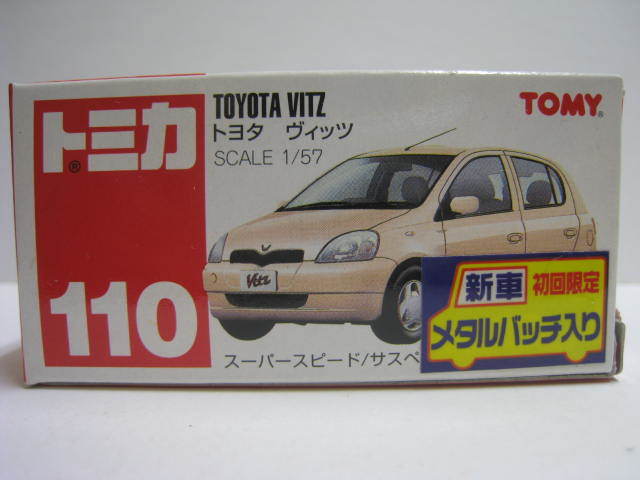 トミカ®
110
TOYOTA VITZ
トヨタ ヴィッツ
SCALE 1/57
TOMY®
Vitz
新車 初回限定
メタルバッチ入り
スーパースピード/サスペ